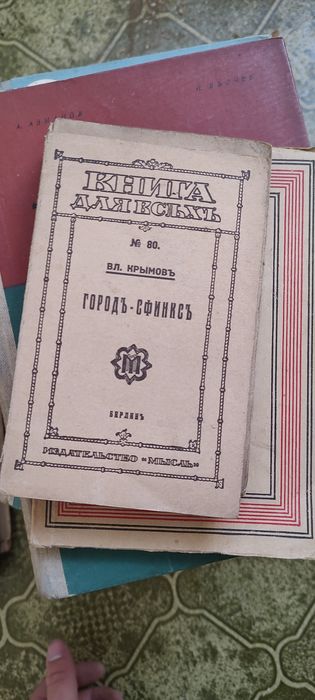 КНИГА
ДЛЯ ВСѢХЪ
№ 80.
ВЛ. КРЫМОВЪ
ГОРОДЪ-СФИНКСЪ
М
БЕРЛИНЪ
ИЗДАТЕЛЬСТВО «МЫСЛЬ»